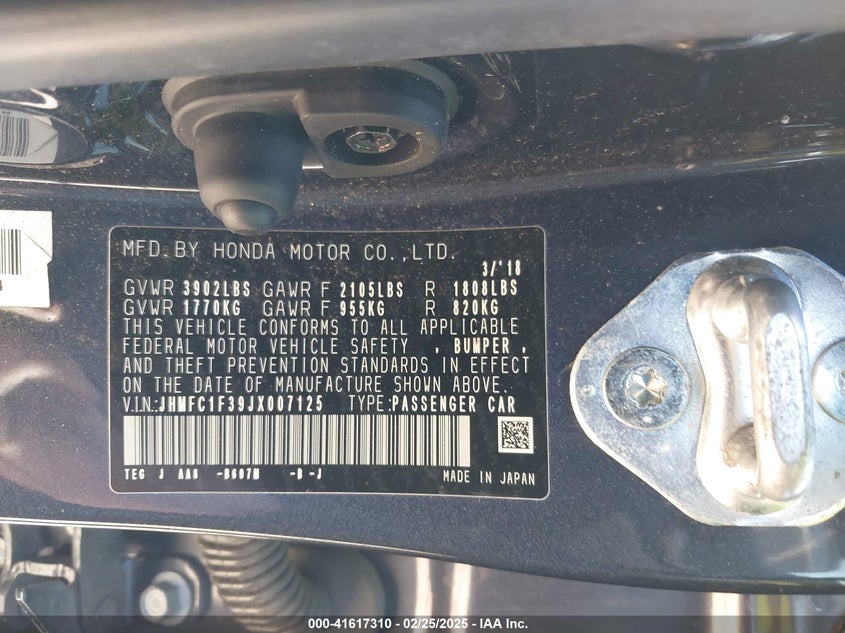 MFD. BY HONDA MOTOR CO.,LTD.
3/'18
GVWR 3902LBS GAWR F 2105LBS R 1808LBS
GVWR 1770KG GAWR F 955KG R 820KG
THIS VEHICLE CONFORMS TO ALL APPLICABLE
FEDERAL MOTOR VEHICLE SAFETY , BUMPER ,
AND THEFT PREVENTION STANDARDS IN EFFECT
ON THE DATE OF MANUFACTURE SHOWN ABOVE.
V.I.N.:JHMFC1F39JX007125 TYPE:PASSENGER CAR
TEG J -B607M -B -J
MADE IN JAPAN
000-41617310 - 02/25/2025 - IAA Inc.